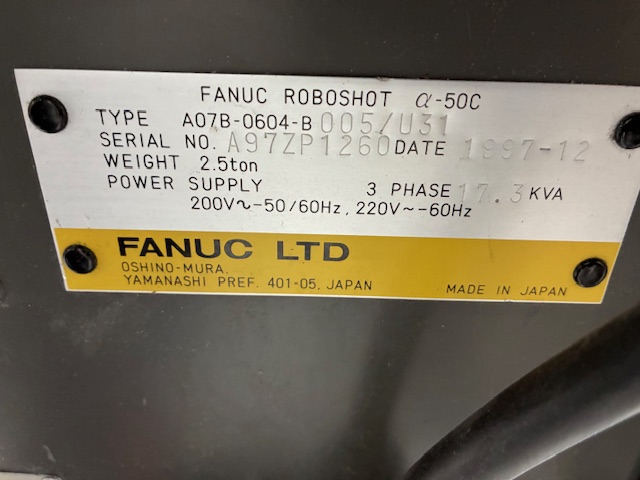 FANUC ROBOSHOT α-50C
TYPE A07B-0604-B005/U31
SERIAL NO. A97ZP1260 DATE 1997-12
WEIGHT 2.5ton
POWER SUPPLY 3 PHASE 17.3 KVA
200V~-50/60Hz, 220V~-60Hz
FANUC LTD
OSHINO-MURA.
YAMANASHI PREF. 401-05, JAPAN MADE IN JAPAN